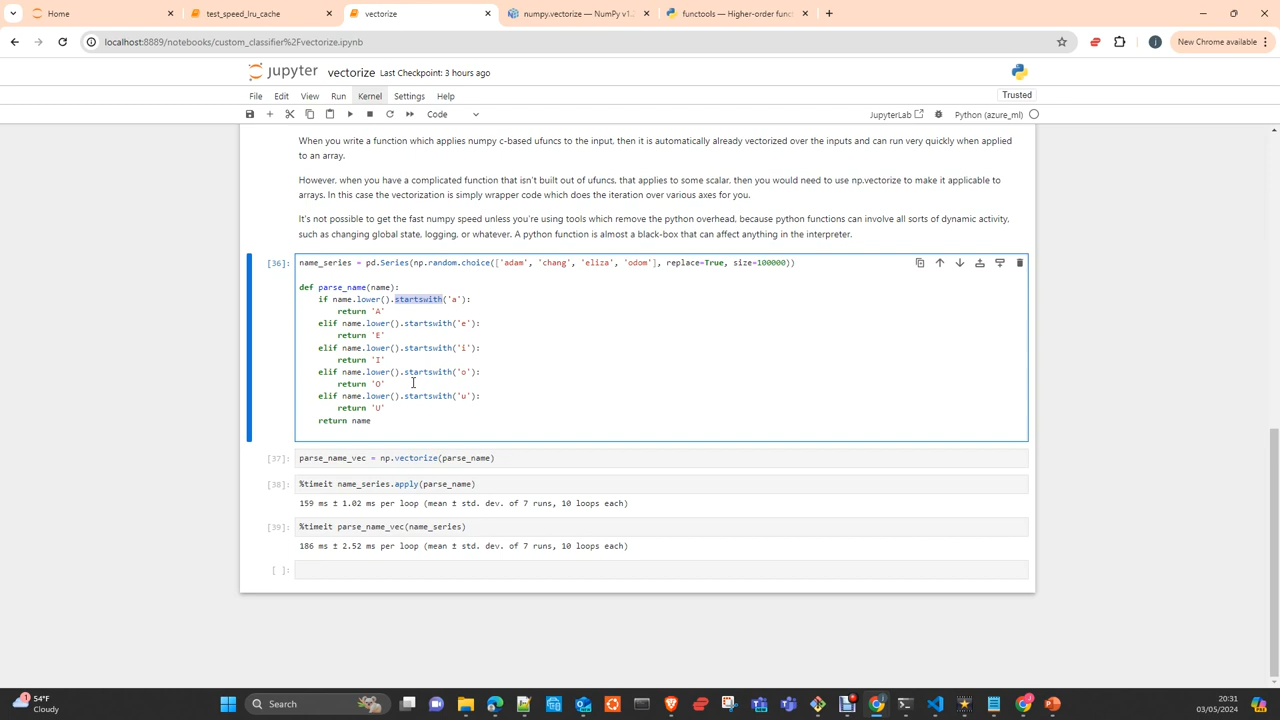 Home
test_speed_lru_cache
vectorize
numpy.vectorize — NumPy v1.
functools — Higher-order func
localhost:8889/notebooks/custom_classifier%2Fvectorize.ipynb
New Chrome available
jupyter vectorize Last Checkpoint: 3 hours ago
File Edit View Run Kernel Settings Help
Trusted
Code
JupyterLab
Python (azure_ml)
When you write a function which applies numpy c-based ufuncs to the input, then it is automatically already vectorized over the inputs and can run very quickly when applied
to an array.
However, when you have a complicated function that isn't built out of ufuncs, that applies to some scalar, then you would need to use np.vectorize to make it applicable to
arrays. In this case the vectorization is simply wrapper code which does the iteration over various axes for you.
It's not possible to get the fast numpy speed unless you're using tools which remove the python overhead, because python functions can involve all sorts of dynamic activity,
such as changing global state, logging, or whatever. A python function is almost a black-box that can affect anything in the interpreter.
[36]: name_series = pd.Series(np.random.choice(['adam', 'chang', 'eliza', 'odom'], replace=True, size=100000))
def parse_name(name):
if name.lower().startswith('a'):
return 'A'
elif name.lower().startswith('e'):
return 'E'
elif name.lower().startswith('i'):
return 'I'
elif name.lower().startswith('o'):
return 'O'
elif name.lower().startswith('u'):
return 'U'
return name
[37]: parse_name_vec = np.vectorize(parse_name)
[38]: %timeit name_series.apply(parse_name)
159 ms ± 1.02 ms per loop (mean ± std. dev. of 7 runs, 10 loops each)
[39]: %timeit parse_name_vec(name_series)
186 ms ± 2.52 ms per loop (mean ± std. dev. of 7 runs, 10 loops each)
[ ]:
54°F
Cloudy
Search
20:31
03/05/2024